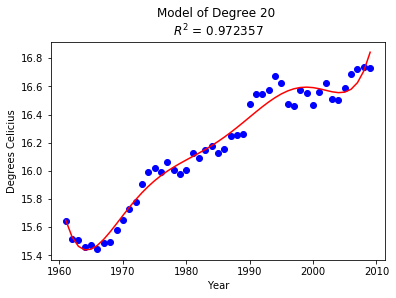 Model of Degree 20
R² = 0.972357
Degrees Celicius
16.8
16.6
16.4
16.2
16.0
15.8
15.6
15.4
1960 1970 1980 1990 2000 2010
Year